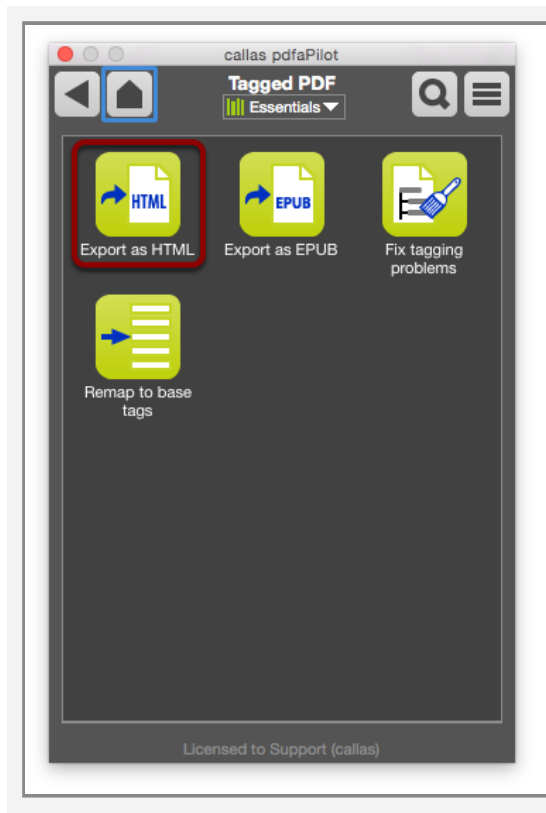 callas pdfaPilot
Tagged PDF
Essentials
HTML
EPUB
Export as HTML
Export as EPUB
Fix tagging
problems
Remap to base
tags
Licensed to Support (callas)